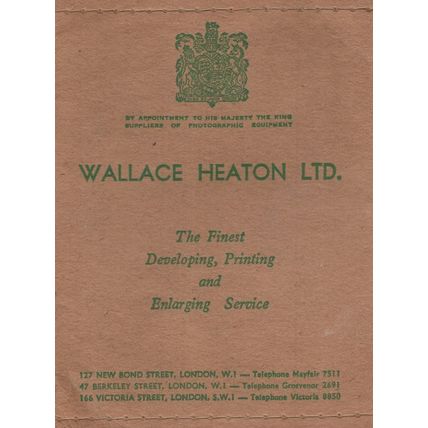 BY APPOINTMENT TO HIS MAJESTY THE KING
SUPPLIERS OF PHOTOGRAPHIC EQUIPMENT
WALLACE HEATON LTD.
The Finest
Developing, Printing
and
Enlarging Service
127 NEW BOND STREET, LONDON, W.1 — Telephone Mayfair 7511
47 BERKELEY STREET, LONDON, W.1 — Telephone Grosvenor 2691
166 VICTORIA STREET, LONDON, S.W.1 — Telephone Victoria 8850